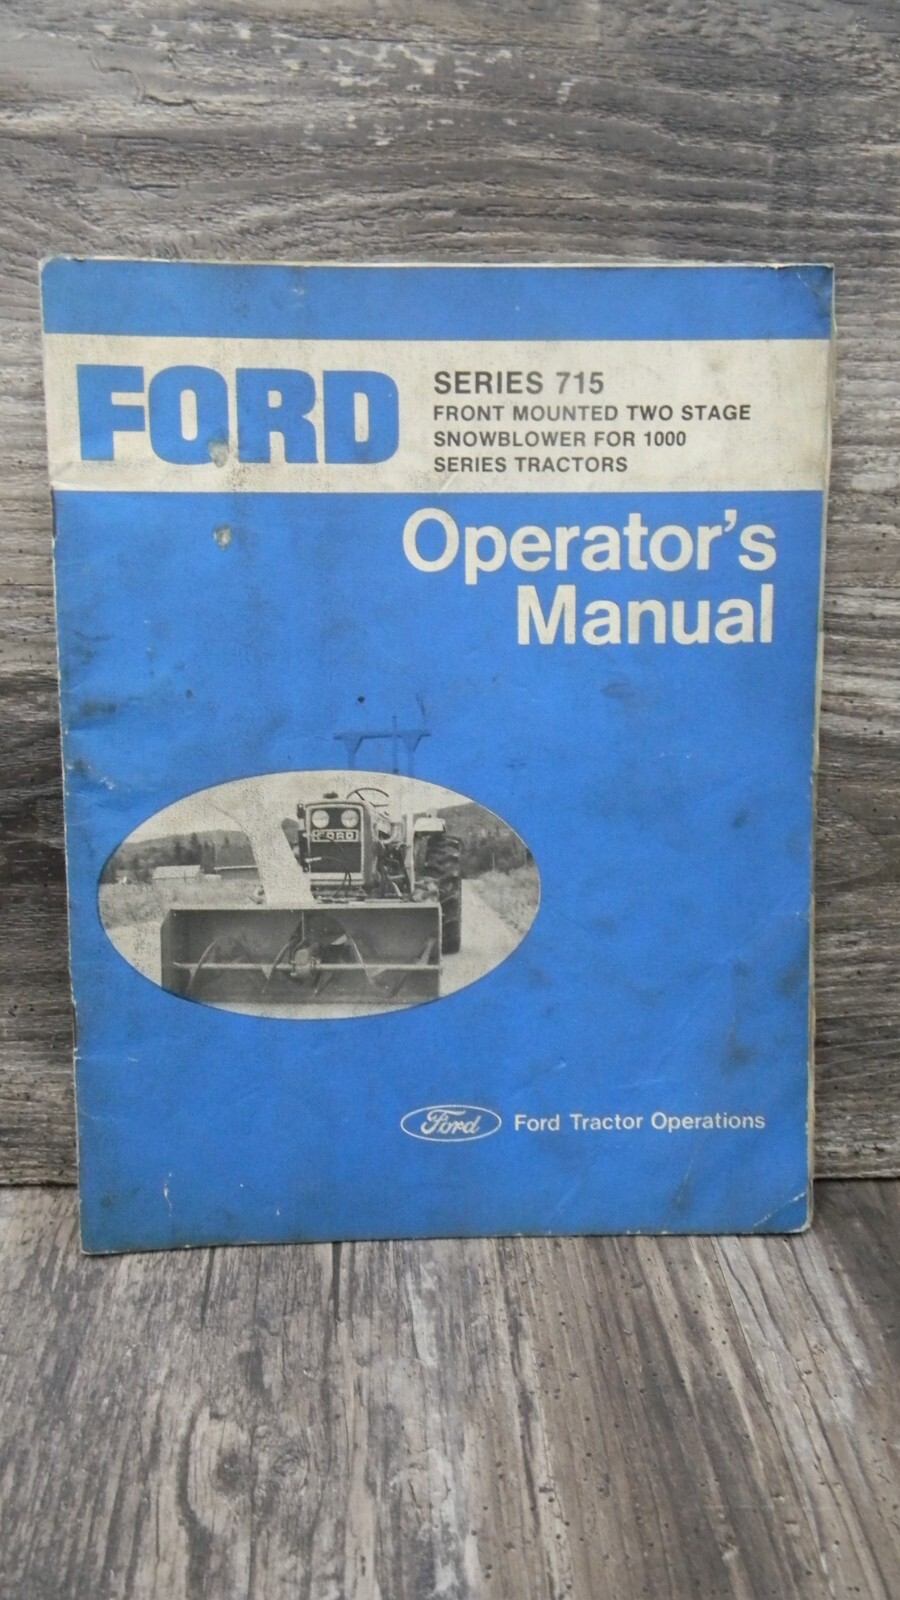 FORD
SERIES 715
FRONT MOUNTED TWO STAGE
SNOWBLOWER FOR 1000
SERIES TRACTORS
Operator's
Manual
FORD
Ford Ford Tractor Operations